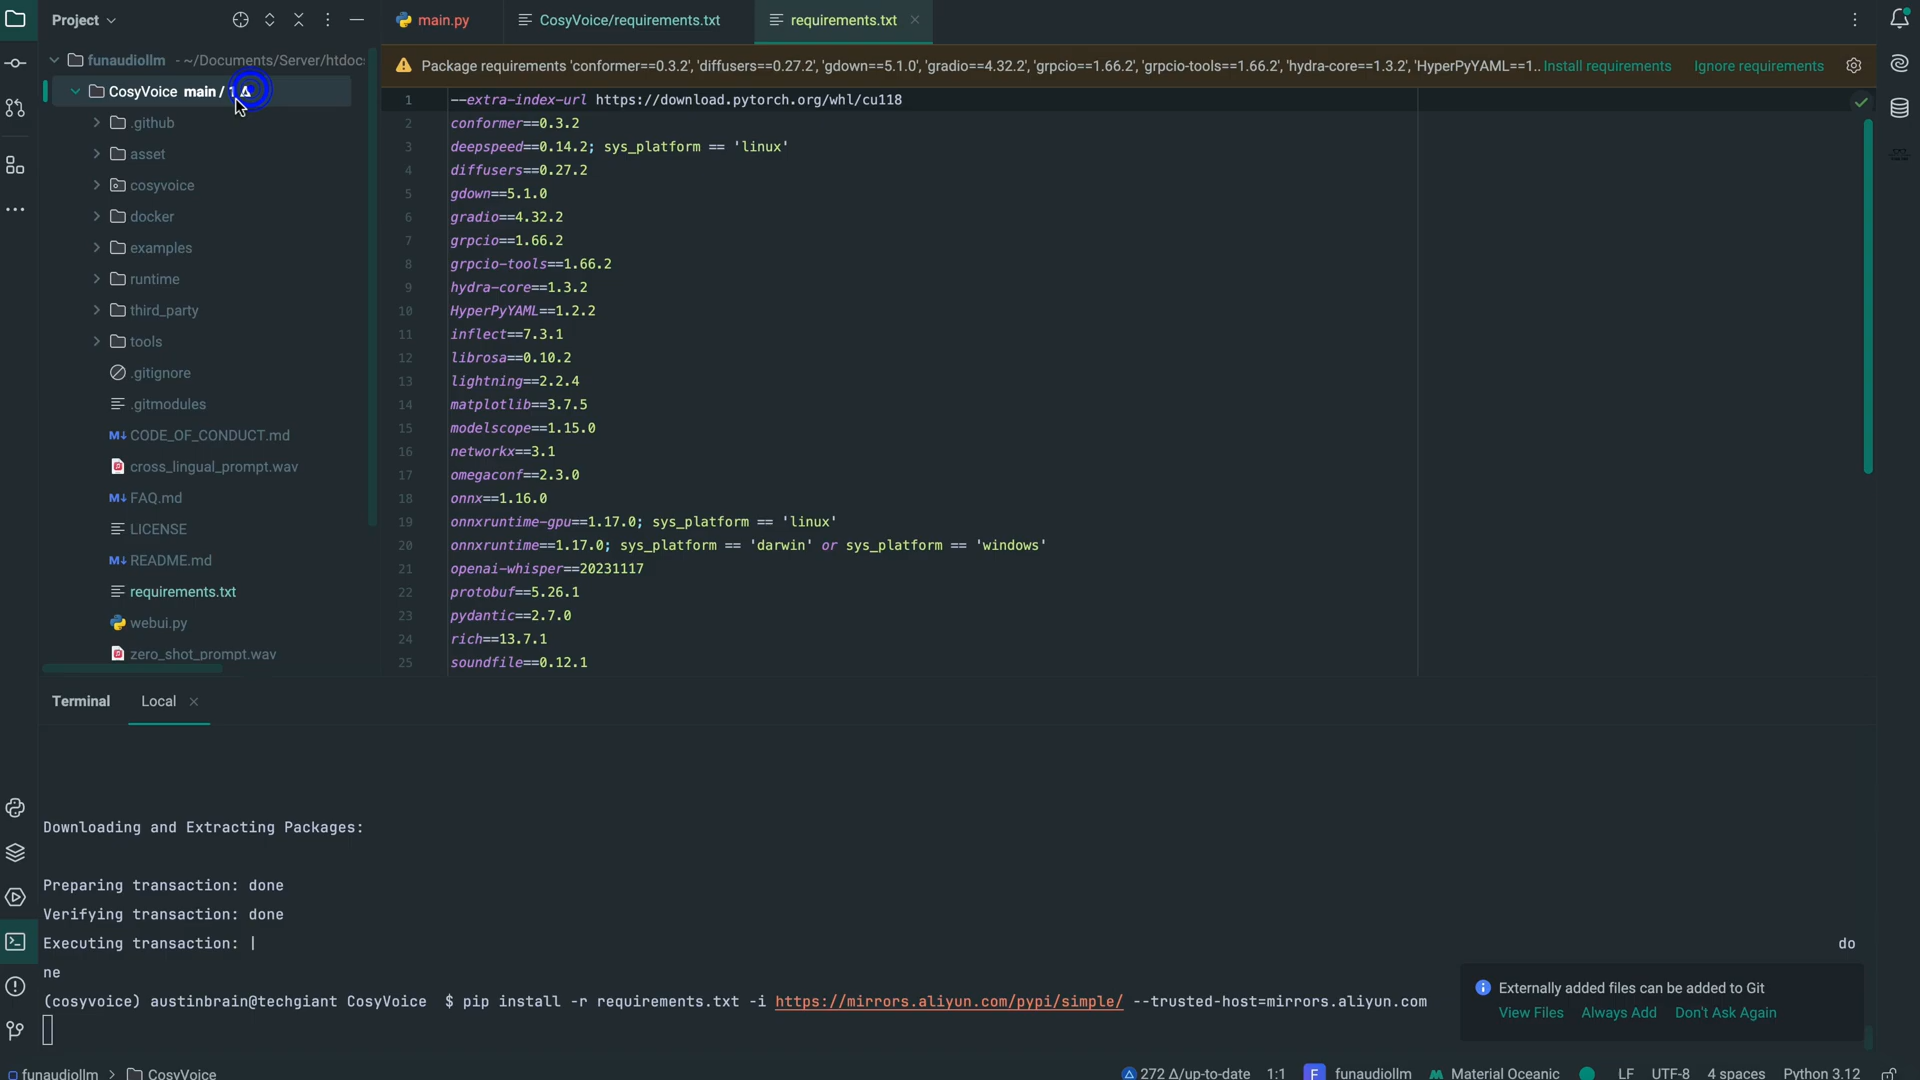 Project
main.py
CosyVoice/requirements.txt
requirements.txt
funaudiollm - ~/Documents/Server/htdoc
Package requirements 'conformer==0.3.2', 'diffusers==0.27.2', 'gdown==5.1.0', 'gradio==4.32.2', 'grpcio==1.66.2', 'grpcio-tools==1.66.2', 'hydra-core==1.3.2', 'HyperPyYAML==1... Install requirements Ignore requirements
CosyVoice main / 1 Δ
.github
asset
cosyvoice
docker
examples
runtime
third_party
tools
.gitignore
.gitmodules
CODE_OF_CONDUCT.md
cross_lingual_prompt.wav
FAQ.md
LICENSE
README.md
requirements.txt
webui.py
zero_shot_prompt.wav
1 --extra-index-url https://download.pytorch.org/whl/cu118
2 conformer==0.3.2
3 deepspeed==0.14.2; sys_platform == 'linux'
4 diffusers==0.27.2
5 gdown==5.1.0
6 gradio==4.32.2
7 grpcio==1.66.2
8 grpcio-tools==1.66.2
9 hydra-core==1.3.2
10 HyperPyYAML==1.2.2
11 inflect==7.3.1
12 librosa==0.10.2
13 lightning==2.2.4
14 matplotlib==3.7.5
15 modelscope==1.15.0
16 networkx==3.1
17 omegaconf==2.3.0
18 onnx==1.16.0
19 onnxruntime-gpu==1.17.0; sys_platform == 'linux'
20 onnxruntime==1.17.0; sys_platform == 'darwin' or sys_platform == 'windows'
21 openai-whisper==20231117
22 protobuf==5.26.1
23 pydantic==2.7.0
24 rich==13.7.1
25 soundfile==0.12.1
Terminal Local
Downloading and Extracting Packages:
Preparing transaction: done
Verifying transaction: done
Executing transaction: | do
ne
(cosyvoice) austinbrain@techgiant CosyVoice $ pip install -r requirements.txt -i https://mirrors.aliyun.com/pypi/simple/ --trusted-host=mirrors.aliyun.com
Externally added files can be added to Git
View Files Always Add Don't Ask Again
funaudiollm > CosyVoice
272 Δ/up-to-date 1:1 F funaudiollm Material Oceanic LF UTF-8 4 spaces Python 3.12